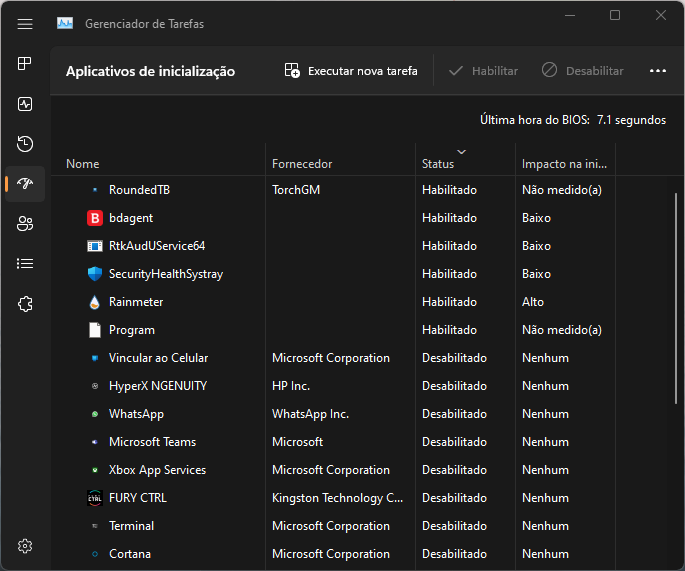 Gerenciador de Tarefas
Aplicativos de inicialização Executar nova tarefa Habilitar Desabilitar
Última hora do BIOS: 7.1 segundos
Nome Fornecedor Status Impacto na ini...
RoundedTB TorchGM Habilitado Não medido(a)
B bdagent Habilitado Baixo
RtkAudUService64 Habilitado Baixo
SecurityHealthSystray Habilitado Baixo
Rainmeter Habilitado Alto
Program Habilitado Não medido(a)
Vincular ao Celular Microsoft Corporation Desabilitado Nenhum
HyperX NGENUITY HP Inc. Desabilitado Nenhum
WhatsApp WhatsApp Inc. Desabilitado Nenhum
Microsoft Teams Microsoft Desabilitado Nenhum
Xbox App Services Microsoft Corporation Desabilitado Nenhum
CTRL FURY CTRL Kingston Technology C... Desabilitado Nenhum
Terminal Microsoft Corporation Desabilitado Nenhum
Cortana Microsoft Corporation Desabilitado Nenhum